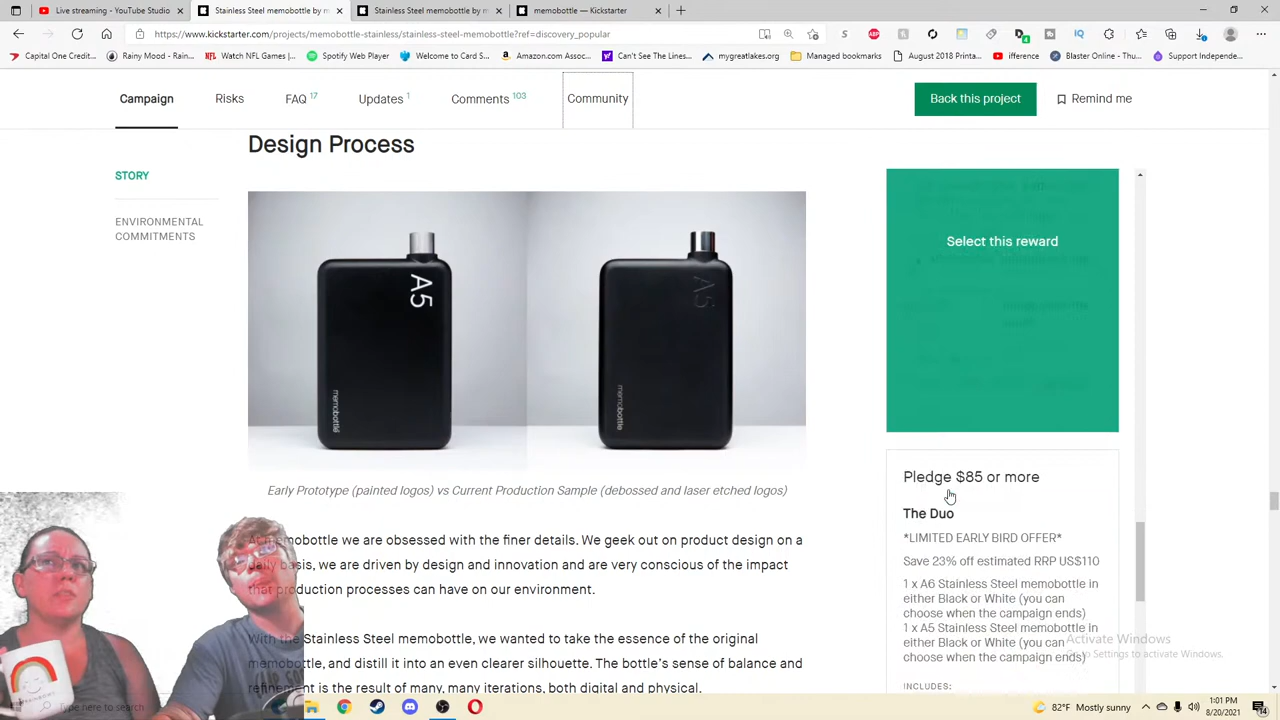 Live streaming - YouTube Studio
Stainless Steel memobottle by m
Stainless Steel memobottle by m
memobottle — Kickstarter
https://www.kickstarter.com/projects/memobottle-stainless/stainless-steel-memobottle?ref=discovery_popular
Capital One Credit...
Rainy Mood - Rain...
Watch NFL Games |...
Spotify Web Player
Welcome to Card S...
Amazon.com Assoc...
Can't See The Lines...
mygreatlakes.org
Managed bookmarks
August 2018 Printa...
ifference
Blaster Online - Thu...
Support Independe...
Campaign
Risks
FAQ 17
Updates 1
Comments 103
Community
Back this project
Remind me
Design Process
STORY
ENVIRONMENTAL
COMMITMENTS
A5
memobottle
A5
memobottle
Early Prototype (painted logos) vs Current Production Sample (debossed and laser etched logos)
At memobottle we are obsessed with the finer details. We geek out on product design on a
daily basis, we are driven by design and innovation and are very conscious of the impact
that production processes can have on our environment.
With the Stainless Steel memobottle, we wanted to take the essence of the original
memobottle, and distill it into an even clearer silhouette. The bottle's sense of balance and
refinement is the result of many, many iterations, both digital and physical.
Select this reward
Pledge $85 or more
The Duo
*LIMITED EARLY BIRD OFFER*
Save 23% off estimated RRP US$110
1 x A6 Stainless Steel memobottle in
either Black or White (you can
choose when the campaign ends)
1 x A5 Stainless Steel memobottle in
either Black or White (you can
choose when the campaign ends)
INCLUDES:
Activate Windows
Go to Settings to activate Windows.
Type here to search
82°F Mostly sunny
1:01 PM
8/20/2021
14